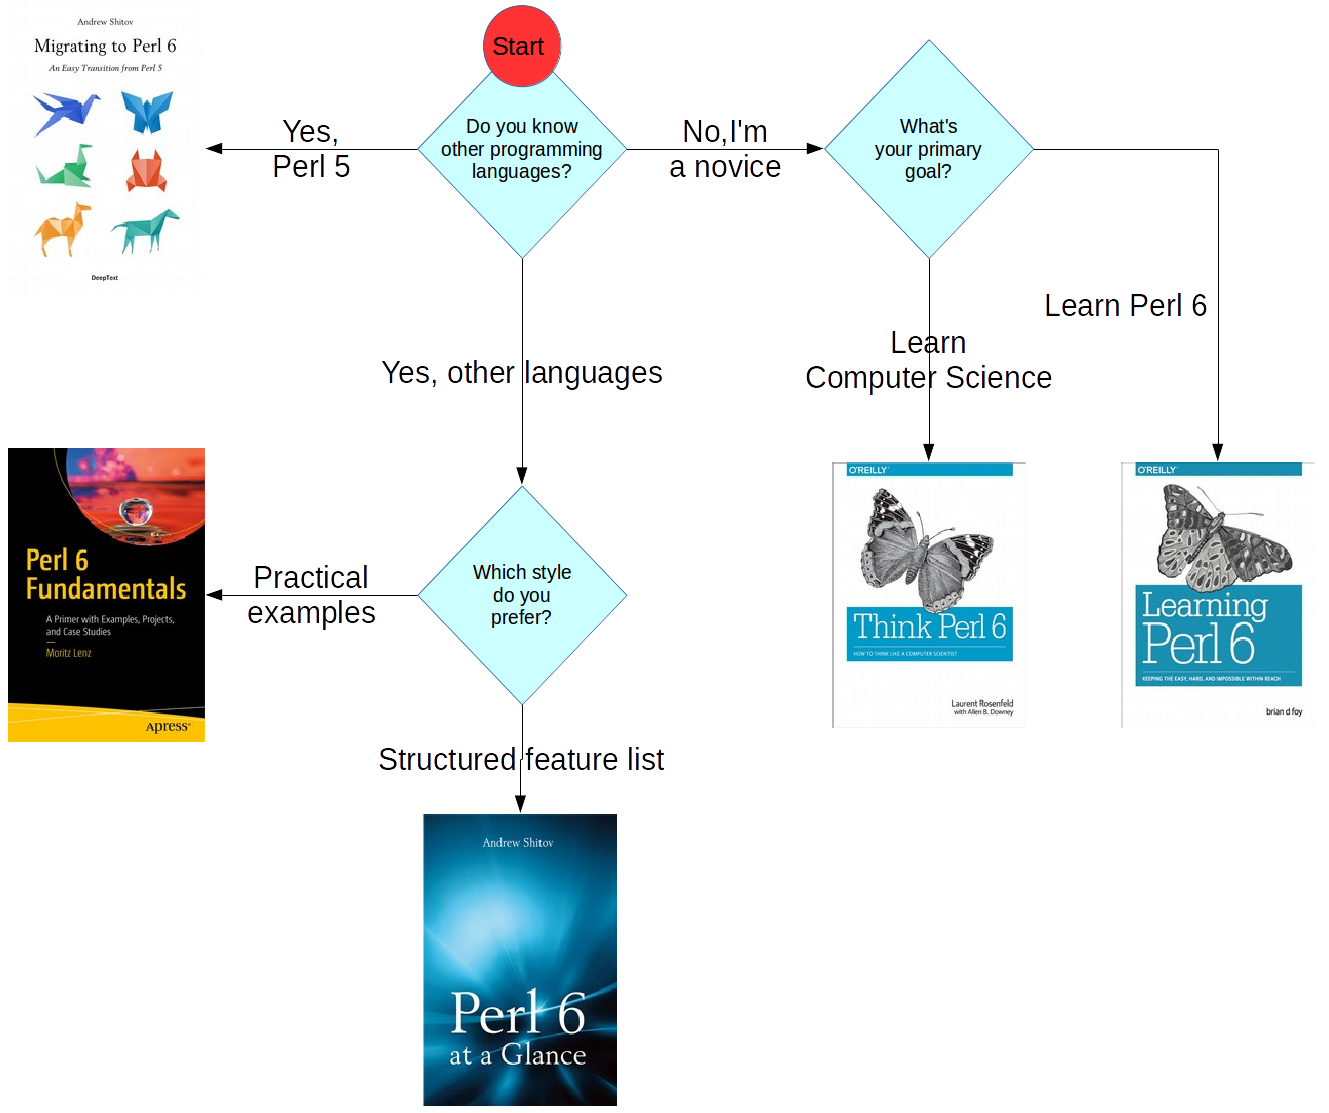 Andrew Shitov
Migrating to Perl 6
An Easy Transition from Perl 5
DeepText
Start
Do you know
other programming
languages?
Yes,
Perl 5
No,I'm
a novice
What's
your primary
goal?
Learn Perl 6
Learn
Computer Science
Yes, other languages
Perl 6
Fundamentals
A Primer with Examples, Projects,
and Case Studies
Moritz Lenz
Apress®
Practical
examples
Which style
do you
prefer?
O'REILLY™
Think Perl 6
HOW TO THINK LIKE A COMPUTER SCIENTIST
Laurent Rosenfeld
with Allen B. Downey
O'REILLY™
Learning
Perl 6
KEEPING THE EASY, HARD, AND IMPOSSIBLE WITHIN REACH
brian d foy
Structured feature list
Andrew Shitov
Perl 6
at a Glance